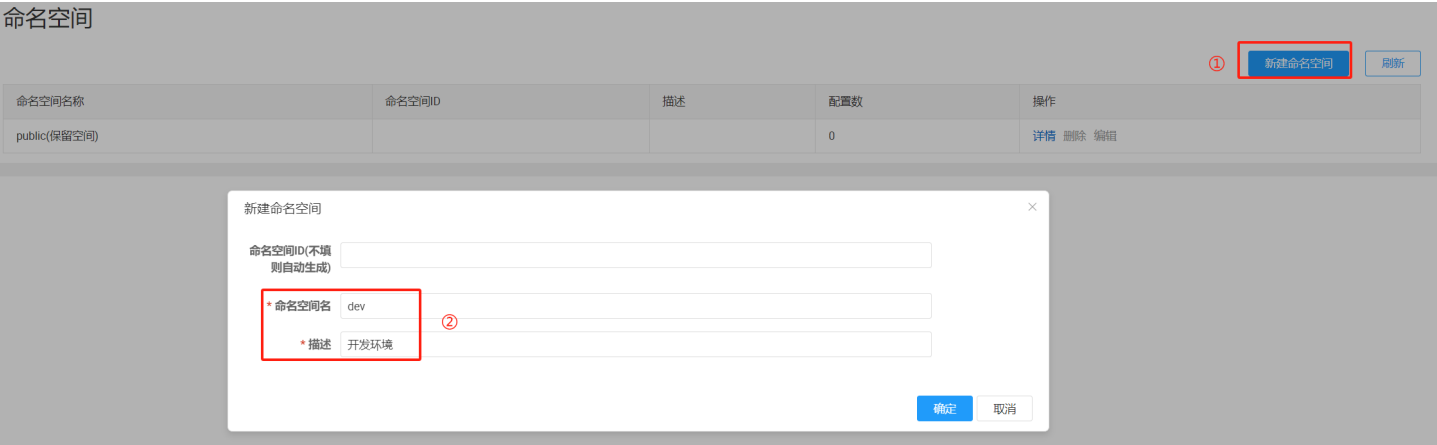 命名空间
① 新建命名空间 刷新
命名空间名称 命名空间ID 描述 配置数 操作
public(保留空间) 0 详情 删除 编辑
新建命名空间 ×
命名空间ID(不填
则自动生成)
* 命名空间名 dev
②
* 描述 开发环境
确定 取消